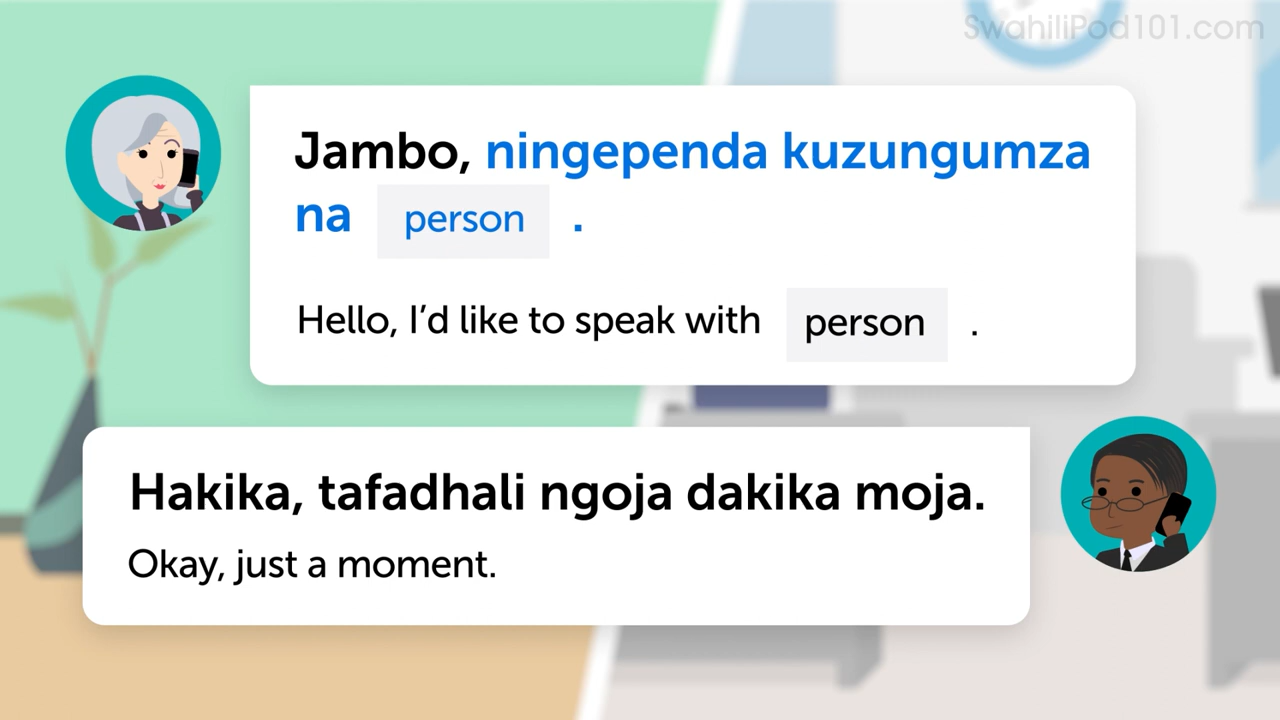 SwahiliPod101.com
Jambo, ningependa kuzungumza
na person .
Hello, I’d like to speak with person .
Hakika, tafadhali ngoja dakika moja.
Okay, just a moment.